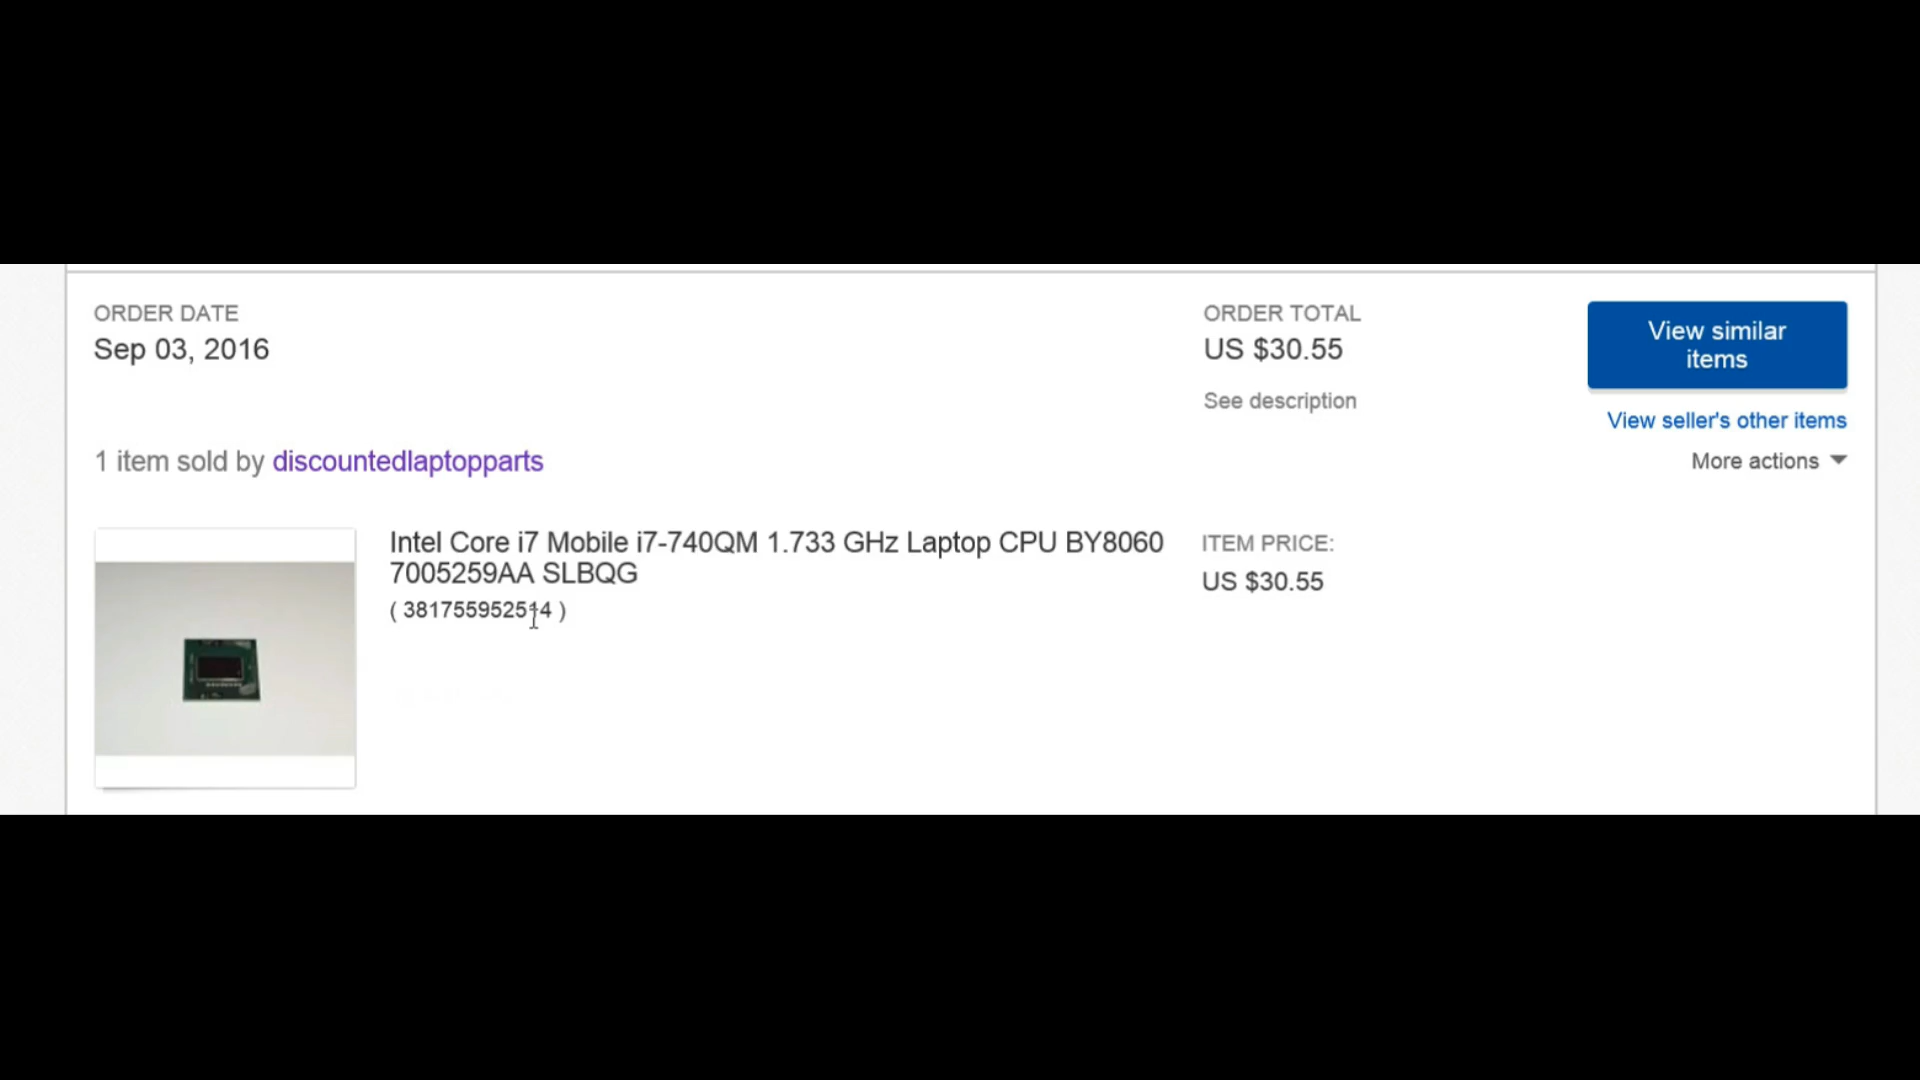 ORDER DATE
Sep 03, 2016
ORDER TOTAL
US $30.55
See description
View similar
items
View seller's other items
More actions
1 item sold by discountedlaptopparts
Intel Core i7 Mobile i7-740QM 1.733 GHz Laptop CPU BY8060
7005259AA SLBQG
( 381755952514 )
ITEM PRICE:
US $30.55